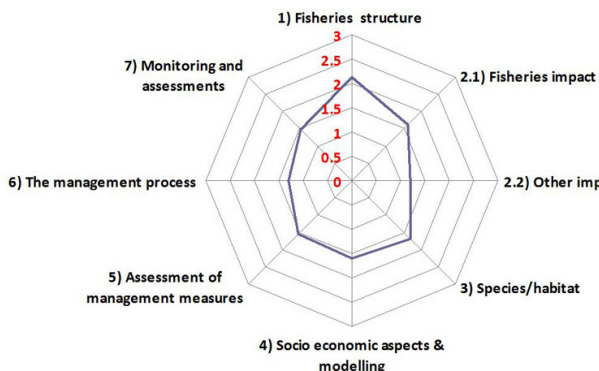 1) Fisheries structure
3
2.5
2
1.5
1
0.5
0
2.1) Fisheries impact
2.2) Other imp
3) Species/habitat
4) Socio economic aspects &
modelling
5) Assessment of
management measures
6) The management process
7) Monitoring and
assessments